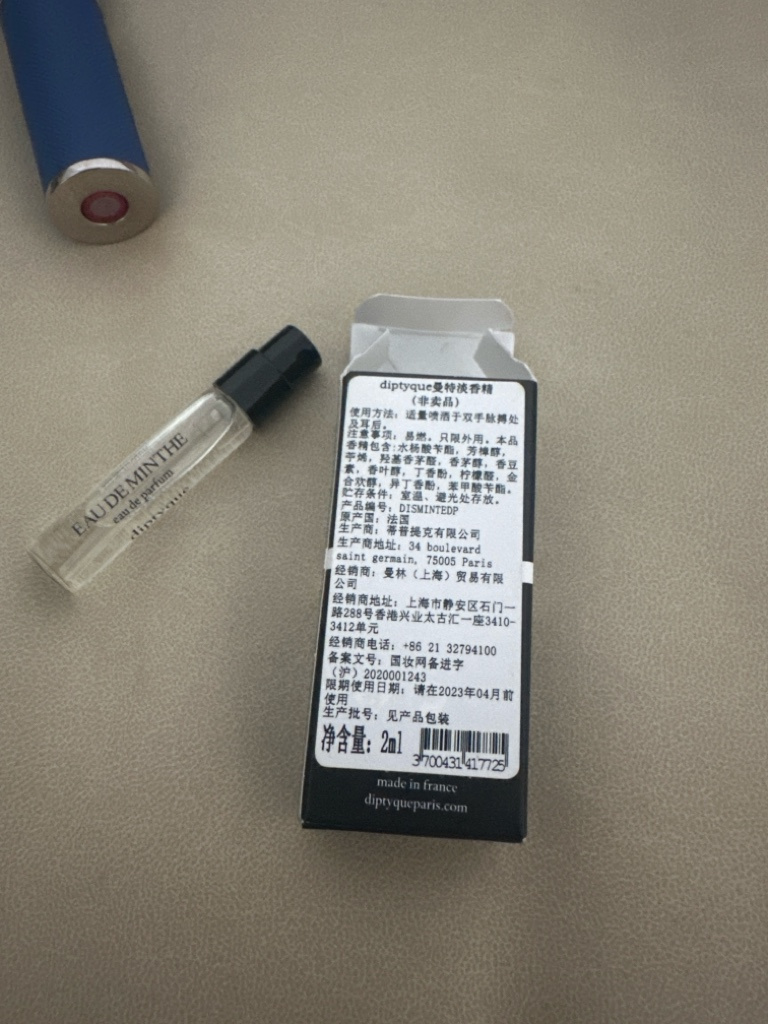 EAU DE MINTHE
eau de parfum
diptyque
diptyque曼特淡香精
(非卖品)
使用方法: 适量喷洒于双手脉搏处
及耳后。
注意事项: 易燃。只限外用。本品
香精包含:水杨酸苄酯, 芳樟醇,
苧烯, 羟基香茅醛, 香茅醇, 香豆
素, 香叶醇, 丁香酚, 柠檬醛, 金
合欢醇, 异丁香酚, 苯甲酸苄酯。
贮存条件: 室温、避光处存放。
产品编号: DISMINTEDP
原产国: 法国
生产商: 蒂普提克有限公司
生产商地址: 34 boulevard
saint germain, 75005 Paris
经销商: 曼林（上海）贸易有限
公司
经销商地址: 上海市静安区石门一
路288号香港兴业太古汇一座3410-
3412单元
经销商电话: +86 21 32794100
备案文号: 国妆网备进字
（沪）2020001243
限期使用日期: 请在2023年04月前
使用
生产批号: 见产品包装
净含量: 2ml
3 700431 417725
made in france
diptyqueparis.com